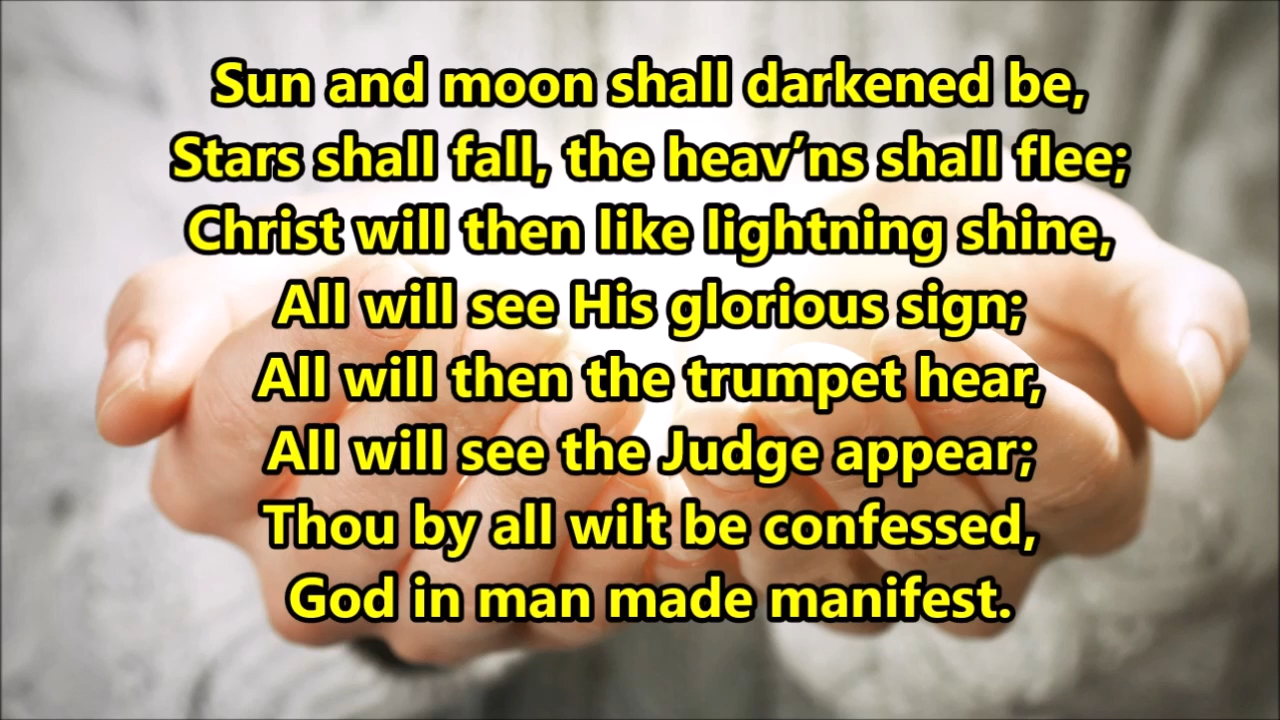 Sun and moon shall darkened be,
Stars shall fall, the heav’ns shall flee;
Christ will then like lightning shine,
All will see His glorious sign;
All will then the trumpet hear,
All will see the Judge appear;
Thou by all wilt be confessed,
God in man made manifest.